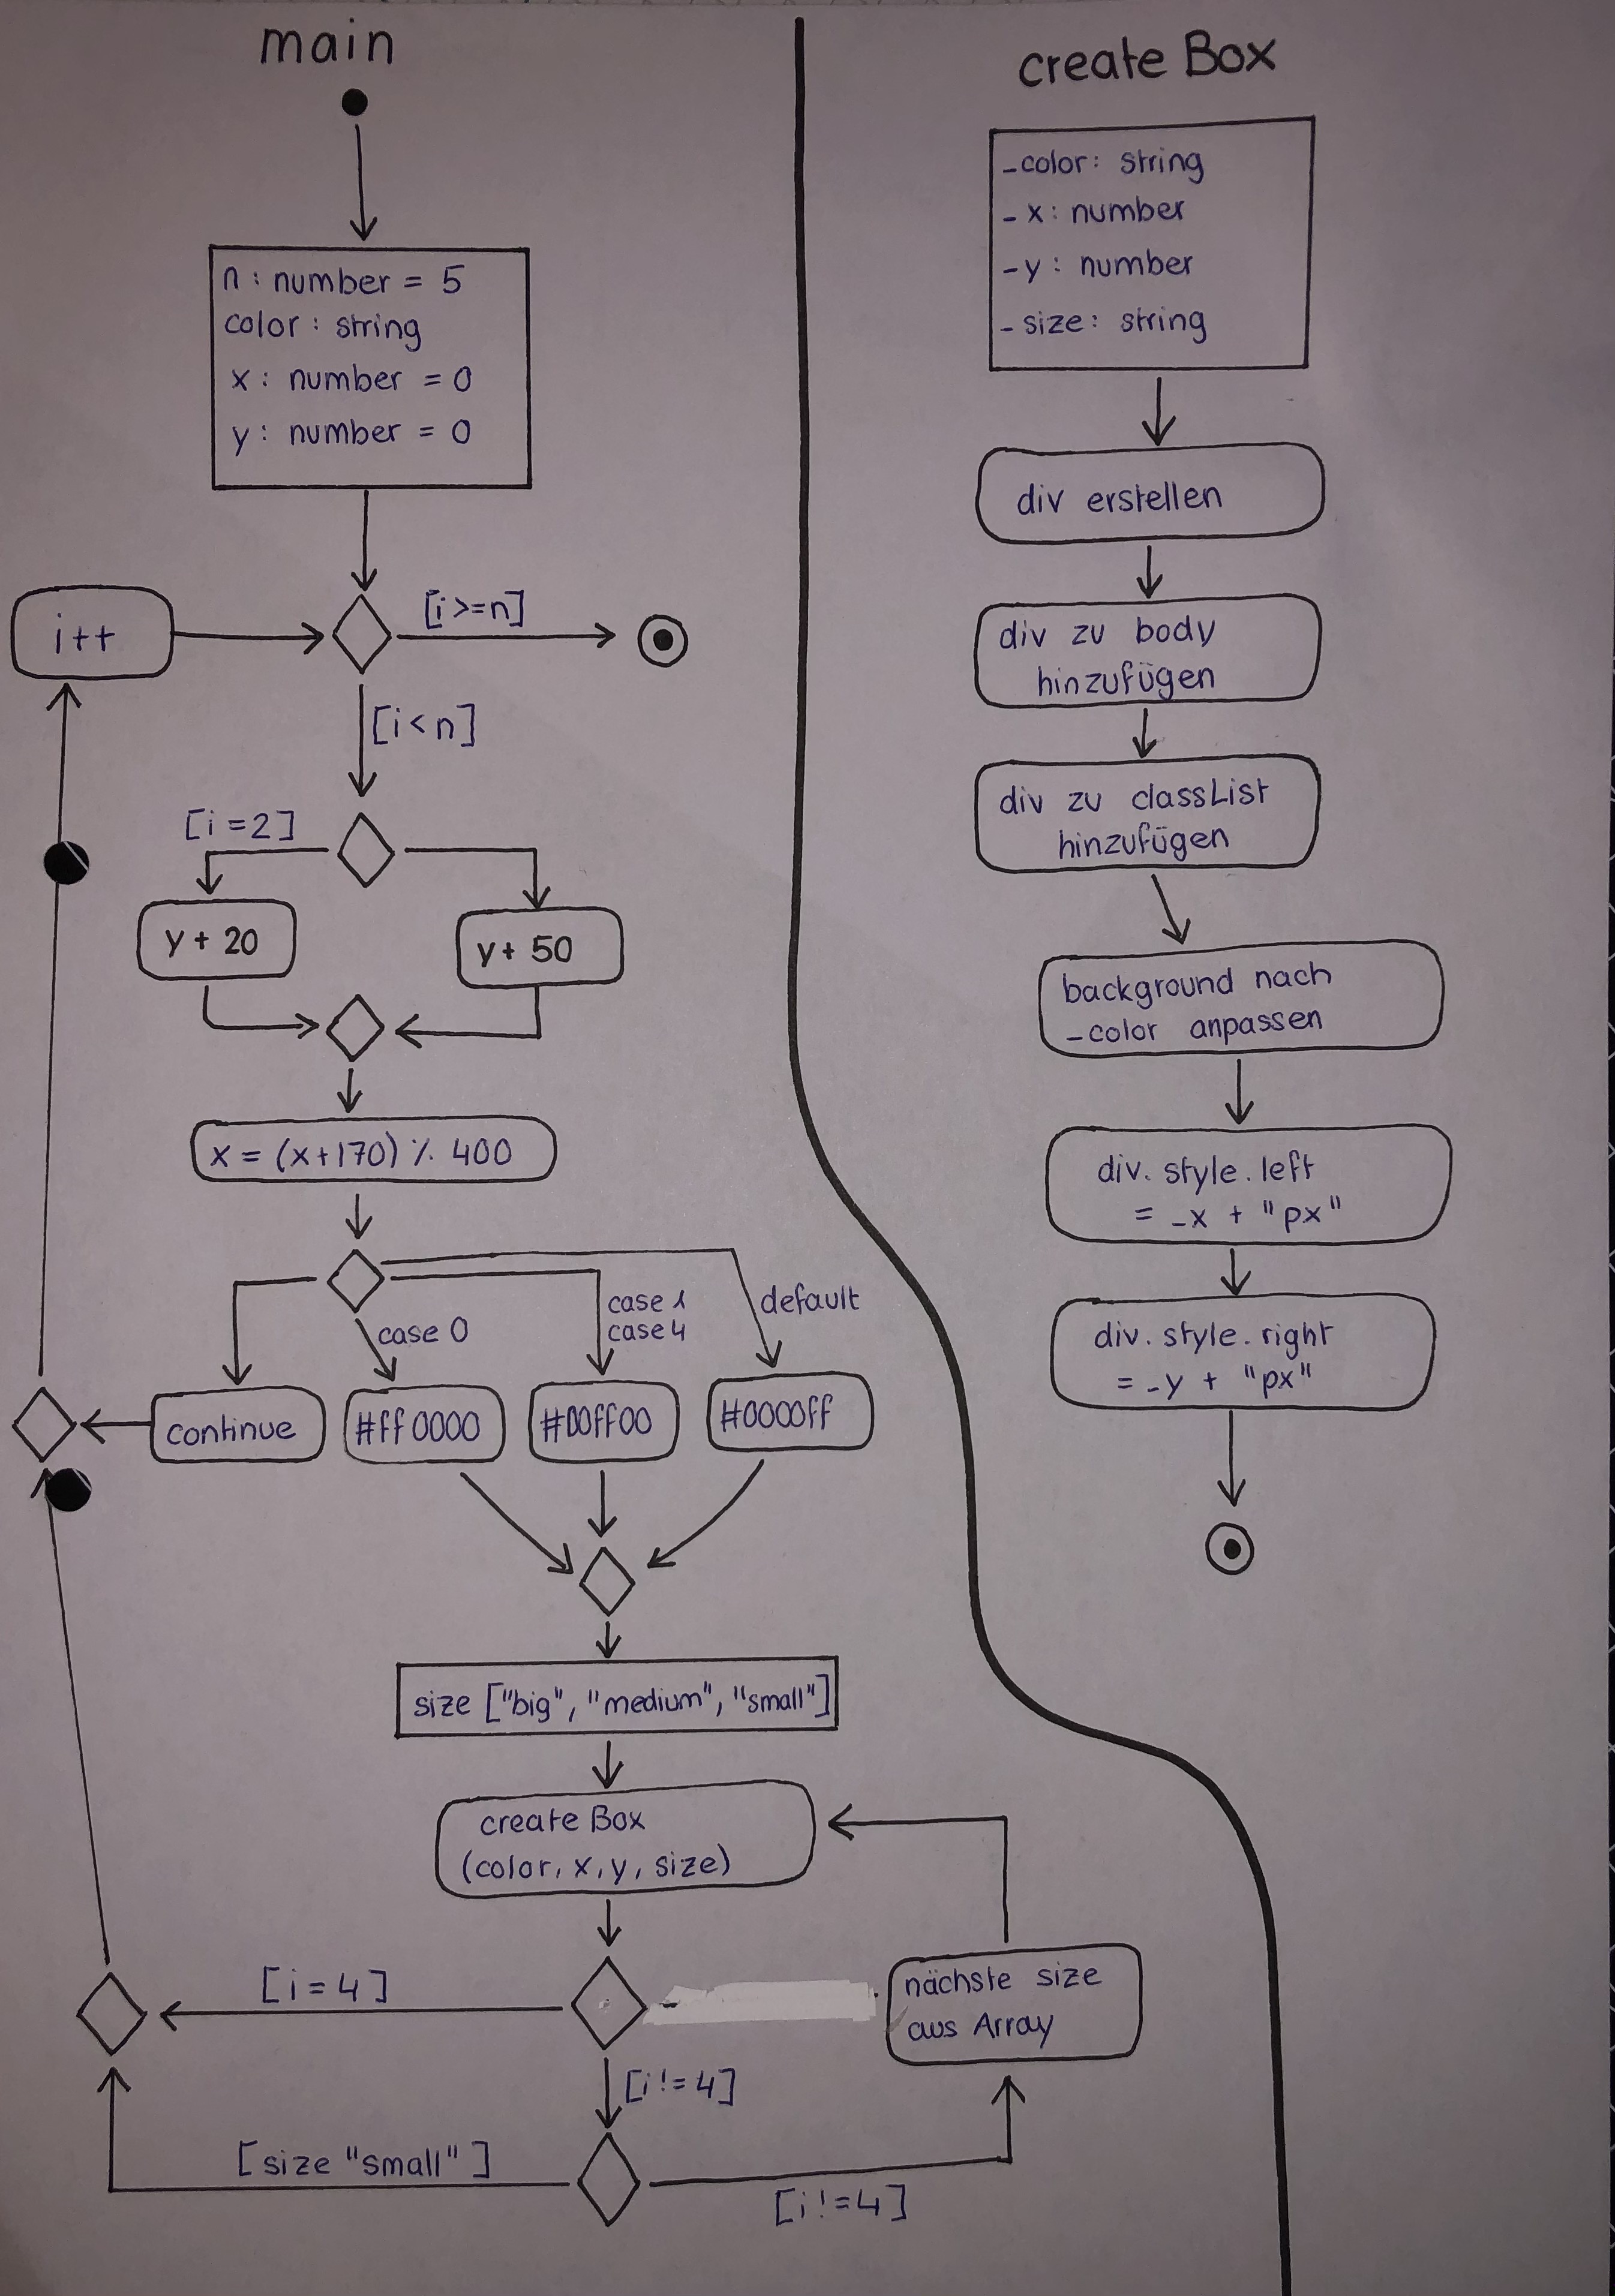 main
n : number = 5
color : string
x : number = 0
y : number = 0
i++
[i>=n]
[i<n]
[i=2]
y + 20
y + 50
x = (x+170) % 400
case 0
case 1
case 4
default
continue
#ff0000
#00ff00
#0000ff
size ["big", "medium", "small"]
create Box
(color, x, y, size)
[i=4]
nächste size
aus Array
[i!=4]
[size "small"]
[i!=4]
create Box
_color: string
_x: number
_y: number
_size: string
div erstellen
div zu body
hinzufügen
div zu classList
hinzufügen
background nach
_color anpassen
div.style.left
= _x + "px"
div.style.right
= _y + "px"